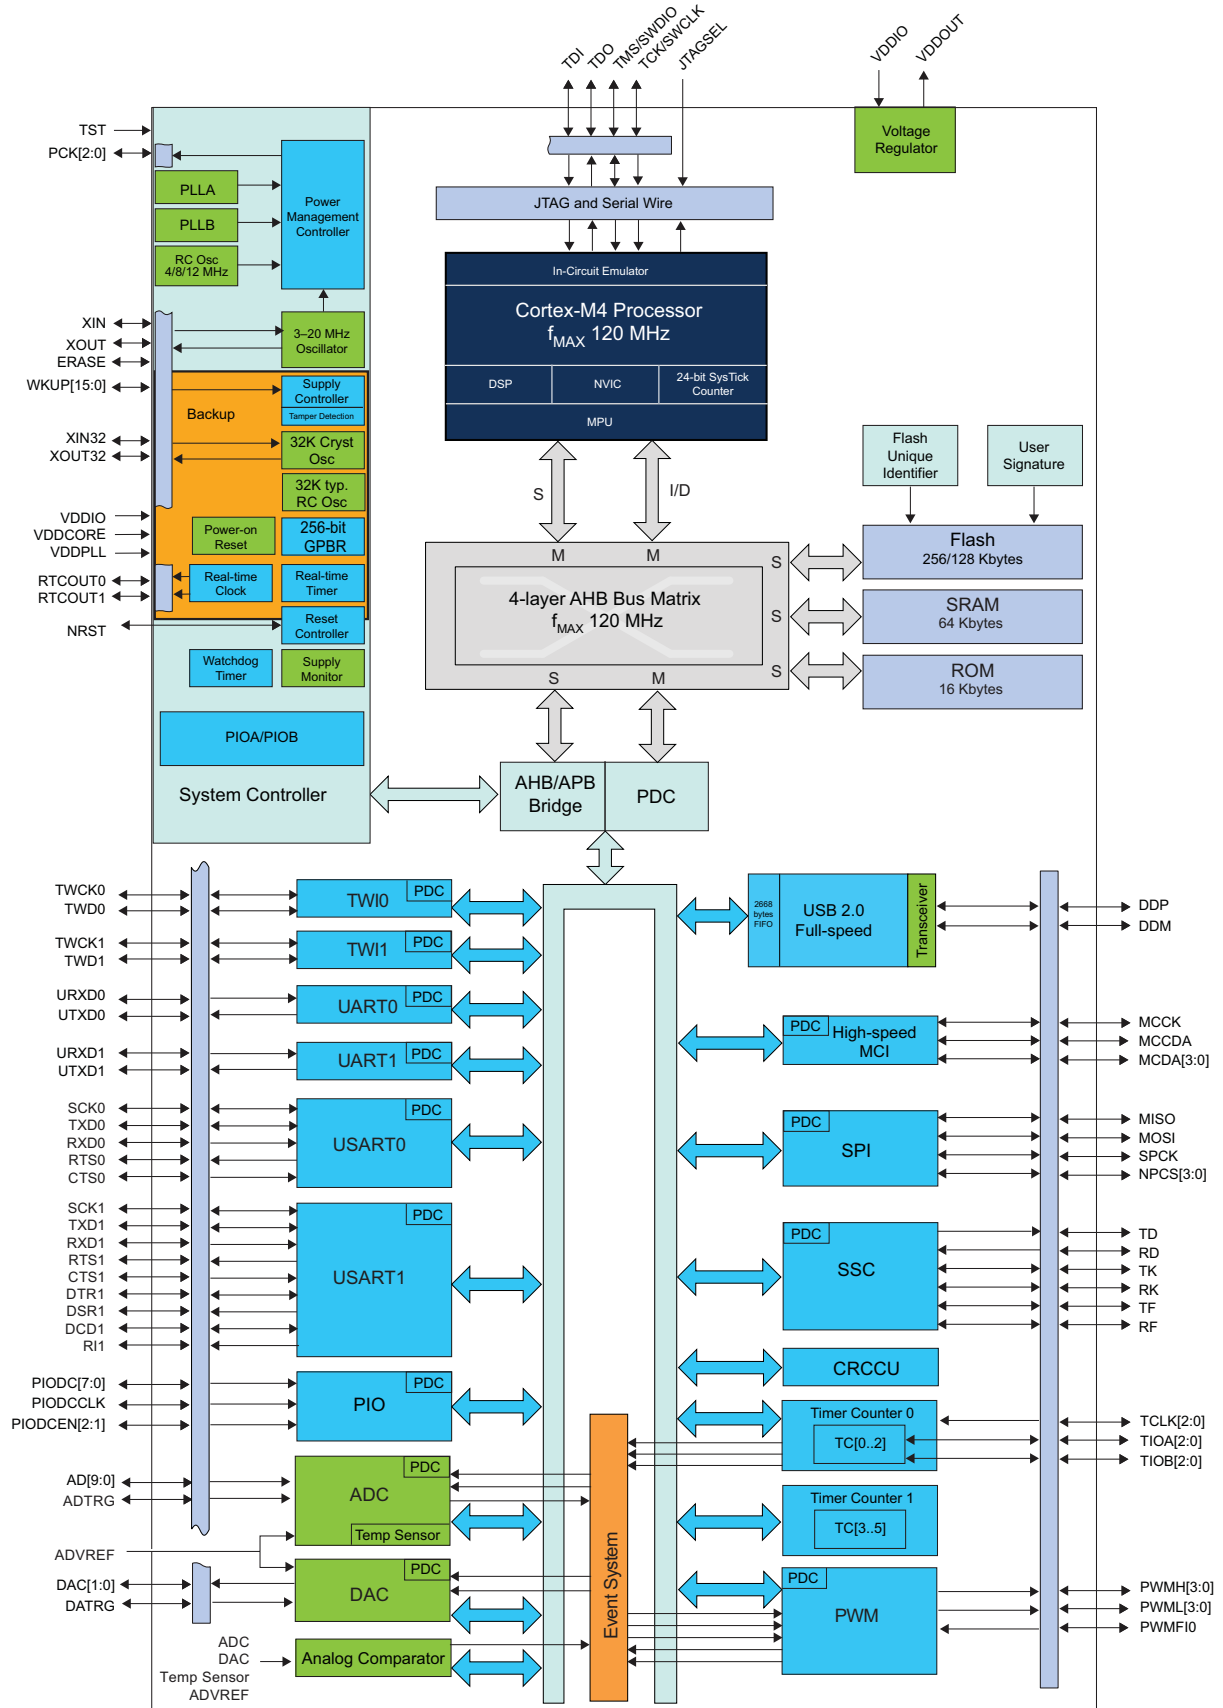 TDI
TDO
TMS/SWDIO
TCK/SWCLK
JTAGSEL
VDDIO
VDDOUT
Voltage
Regulator
TST
PCK[2:0]
PLLA
PLLB
RC Osc
4/8/12 MHz
Power
Management
Controller
JTAG and Serial Wire
In-Circuit Emulator
Cortex-M4 Processor
fMAX 120 MHz
DSP
NVIC
24-bit SysTick
Counter
MPU
XIN
XOUT
ERASE
WKUP[15:0]
3–20 MHz
Oscillator
Backup
Supply
Controller
Tamper Detection
XIN32
XOUT32
32K Cryst
Osc
32K typ.
RC Osc
VDDIO
VDDCORE
VDDPLL
Power-on
Reset
256-bit
GPBR
RTCOUT0
RTCOUT1
Real-time
Clock
Real-time
Timer
NRST
Reset
Controller
Watchdog
Timer
Supply
Monitor
PIOA/PIOB
System Controller
S
I/D
M
M
4-layer AHB Bus Matrix
fMAX 120 MHz
S
M
S
S
S
Flash
Unique
Identifier
User
Signature
Flash
256/128 Kbytes
SRAM
64 Kbytes
ROM
16 Kbytes
AHB/APB
Bridge
PDC
TWCK0
TWD0
PDC
TWI0
TWCK1
TWD1
PDC
TWI1
URXD0
UTXD0
PDC
UART0
URXD1
UTXD1
PDC
UART1
SCK0
TXD0
RXD0
RTS0
CTS0
PDC
USART0
SCK1
TXD1
RXD1
RTS1
CTS1
DTR1
DSR1
DCD1
RI1
PDC
USART1
PIODC[7:0]
PIODCCLK
PIODCEN[2:1]
PDC
PIO
AD[9:0]
ADTRG
PDC
ADC
Temp Sensor
ADVREF
DAC[1:0]
DATRG
PDC
DAC
ADC
DAC
Temp Sensor
ADVREF
Analog Comparator
Event System
2668
bytes
FIFO
USB 2.0
Full-speed
Transceiver
DDP
DDM
PDC
High-speed
MCI
MCCK
MCCDA
MCDA[3:0]
PDC
SPI
MISO
MOSI
SPCK
NPCS[3:0]
PDC
SSC
TD
RD
TK
RK
TF
RF
CRCCU
Timer Counter 0
TC[0..2]
TCLK[2:0]
TIOA[2:0]
TIOB[2:0]
Timer Counter 1
TC[3..5]
PDC
PWM
PWMH[3:0]
PWML[3:0]
PWMFI0